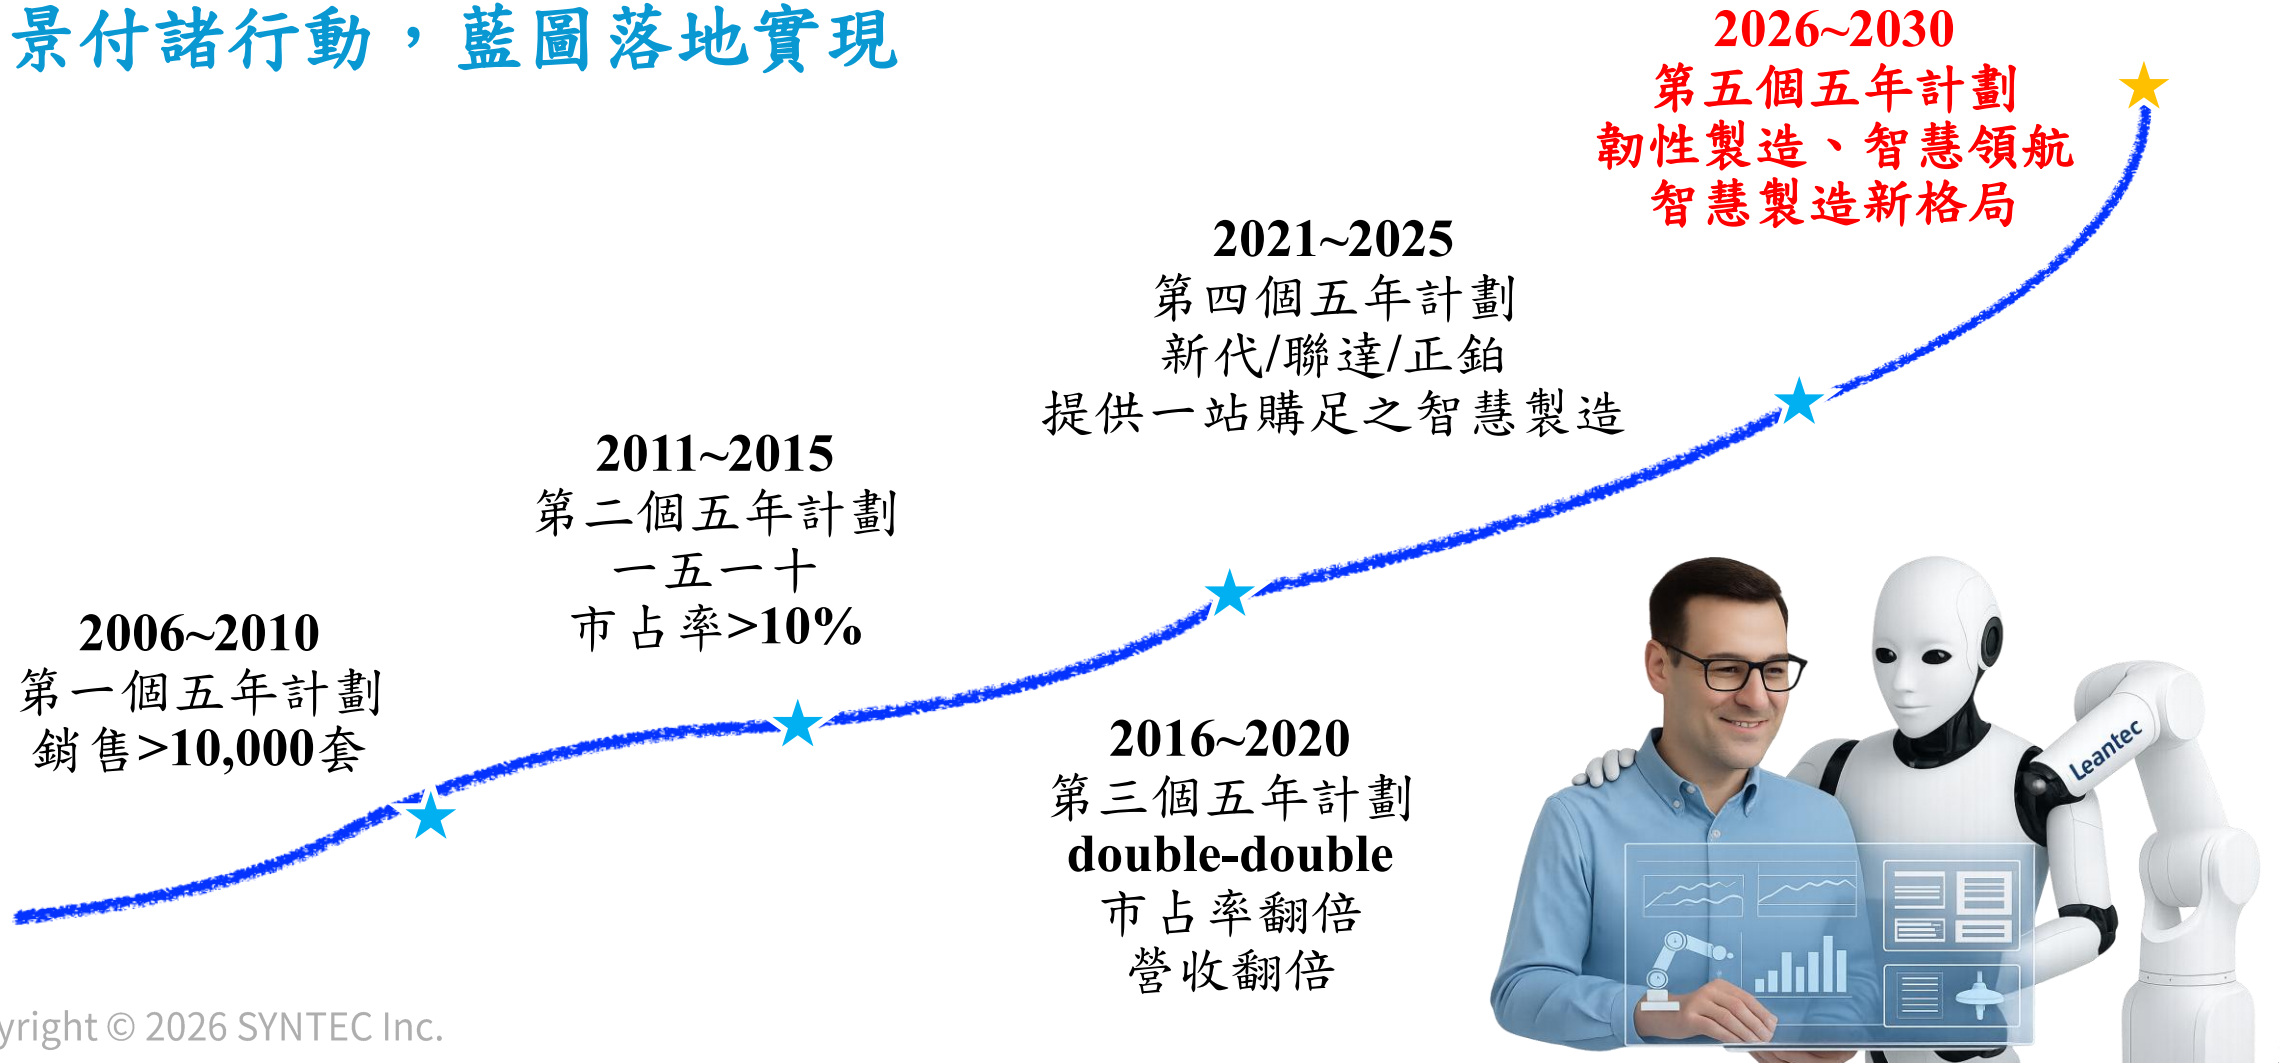 景付諸行動，藍圖落地實現
2006~2010
第一個五年計劃
銷售>10,000套
2011~2015
第二個五年計劃
一五一十
市占率>10%
2016~2020
第三個五年計劃
double-double
市占率翻倍
營收翻倍
2021~2025
第四個五年計劃
新代/聯達/正鉑
提供一站購足之智慧製造
2026~2030
第五個五年計劃
韌性製造、智慧領航
智慧製造新格局
Leantec
yright © 2026 SYNTEC Inc.